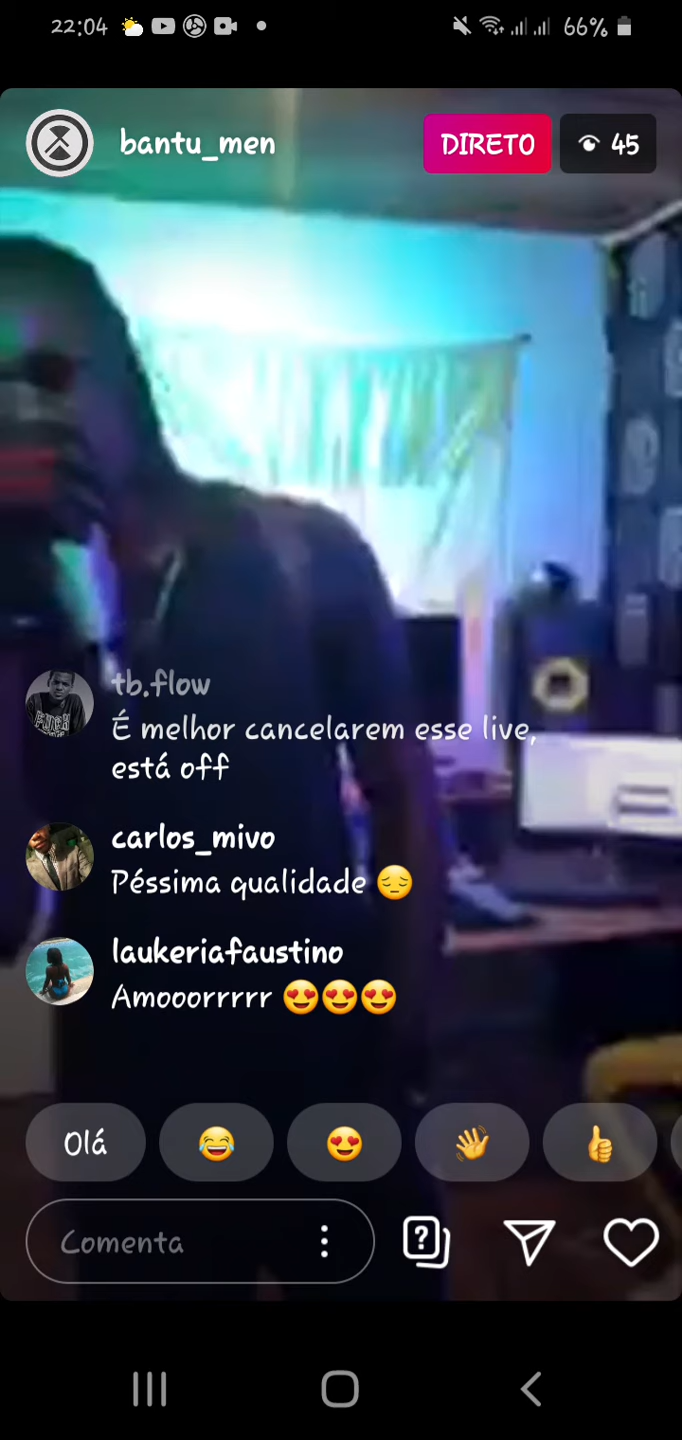 22:04
66%
bantu_men
DIRETO
45
tb.flow
É melhor cancelarem esse live,
está off
carlos_mivo
Péssima qualidade 😔
laukeriafaustino
Amooorrrrr 😍😍😍
Olá 😂 😍 👋 👍
Comenta